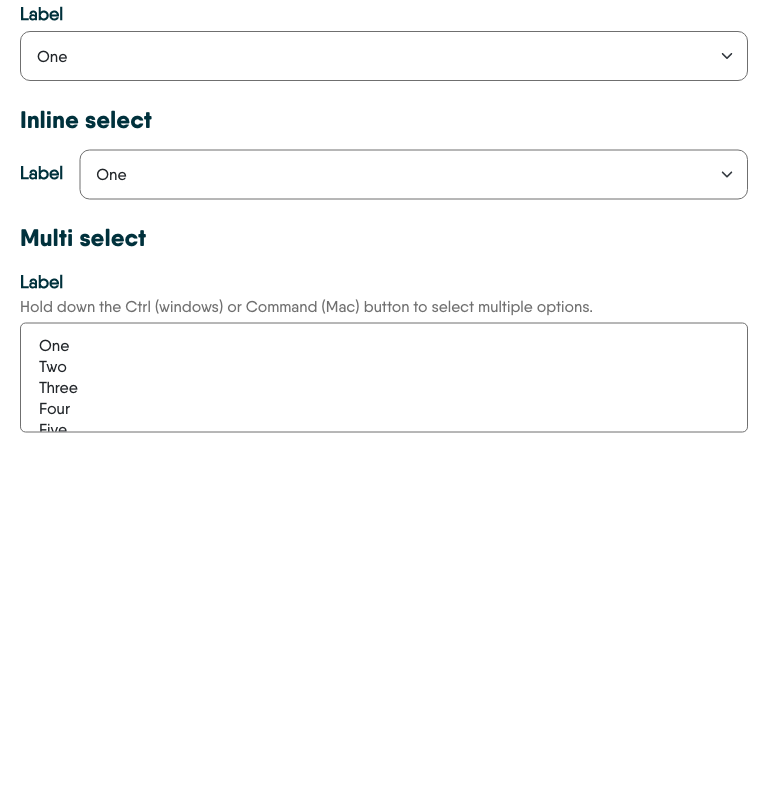 Label
One
Inline select
Label One
Multi select
Label
Hold down the Ctrl (windows) or Command (Mac) button to select multiple options.
One
Two
Three
Four
Five